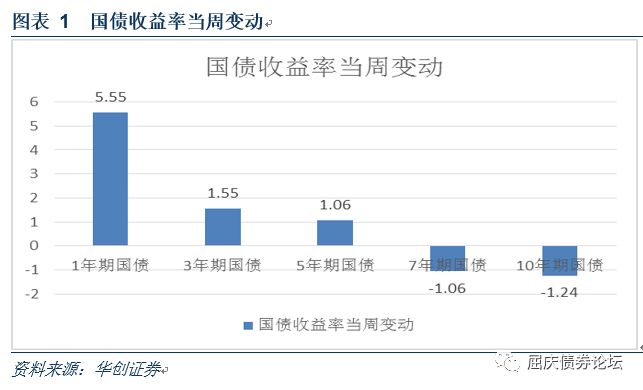 图表 1 国债收益率当周变动
国债收益率当周变动
6
5
4
3
2
1
0
-1
-2
5.55
1.55
1.06
-1.06
-1.24
1年期国债 3年期国债 5年期国债 7年期国债 10年期国债
国债收益率当周变动
资料来源：华创证券
屈庆债券论坛